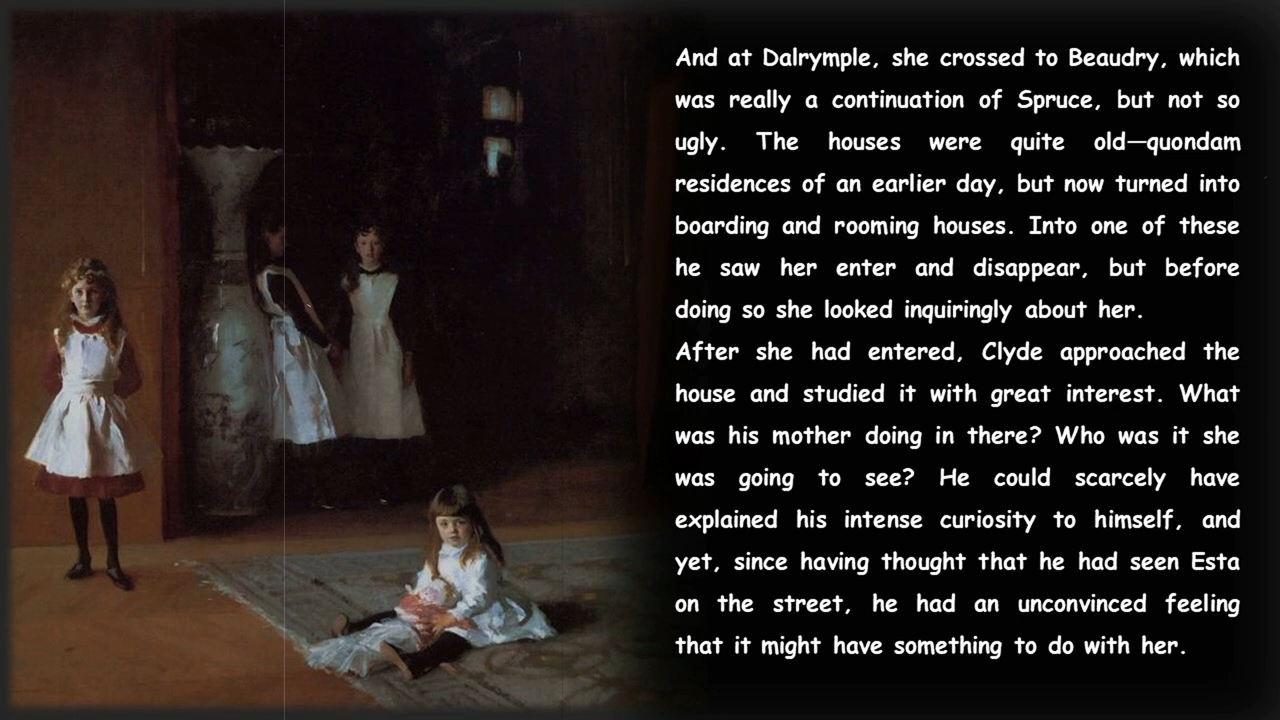 And at Dalrymple, she crossed to Beaudry, which
was really a continuation of Spruce, but not so
ugly. The houses were quite old—quondam
residences of an earlier day, but now turned into
boarding and rooming houses. Into one of these
he saw her enter and disappear, but before
doing so she looked inquiringly about her.
After she had entered, Clyde approached the
house and studied it with great interest. What
was his mother doing in there? Who was it she
was going to see? He could scarcely have
explained his intense curiosity to himself, and
yet, since having thought that he had seen Esta
on the street, he had an unconvinced feeling
that it might have something to do with her.